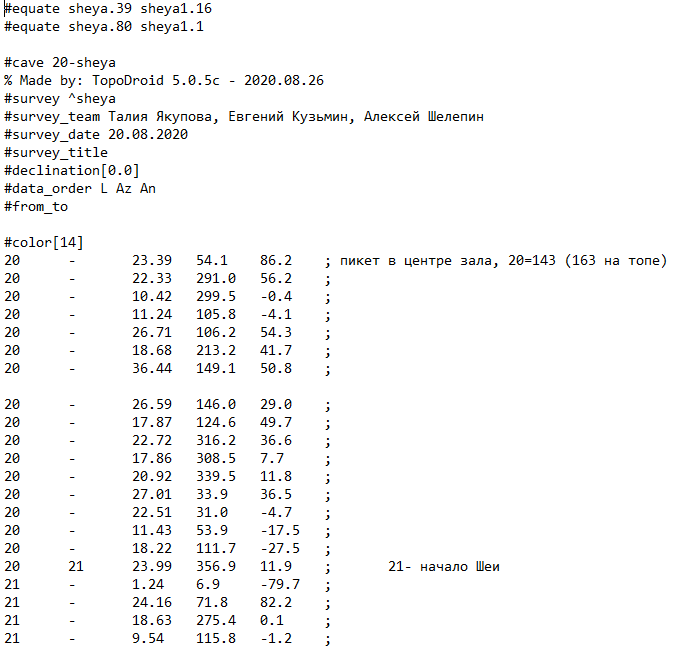 #equate sheya.39 sheya1.16
#equate sheya.80 sheya1.1
#cave 20-sheya
% Made by: TopoDroid 5.0.5c - 2020.08.26
#survey ^sheya
#survey_team Талия Якупова, Евгений Кузьмин, Алексей Шелепин
#survey_date 20.08.2020
#survey_title
#declination[0.0]
#data_order L Az An
#from_to
#color[14]
20 - 23.39 54.1 86.2 ; пикет в центре зала, 20=143 (163 на топе)
20 - 22.33 291.0 56.2 ;
20 - 10.42 299.5 -0.4 ;
20 - 11.24 105.8 -4.1 ;
20 - 26.71 106.2 54.3 ;
20 - 18.68 213.2 41.7 ;
20 - 36.44 149.1 50.8 ;
20 - 26.59 146.0 29.0 ;
20 - 17.87 124.6 49.7 ;
20 - 22.72 316.2 36.6 ;
20 - 17.86 308.5 7.7 ;
20 - 20.92 339.5 11.8 ;
20 - 27.01 33.9 36.5 ;
20 - 22.51 31.0 -4.7 ;
20 - 11.43 53.9 -17.5 ;
20 - 18.22 111.7 -27.5 ;
20 21 23.99 356.9 11.9 ; 21- начало Шеи
21 - 1.24 6.9 -79.7 ;
21 - 24.16 71.8 82.2 ;
21 - 18.63 275.4 0.1 ;
21 - 9.54 115.8 -1.2 ;